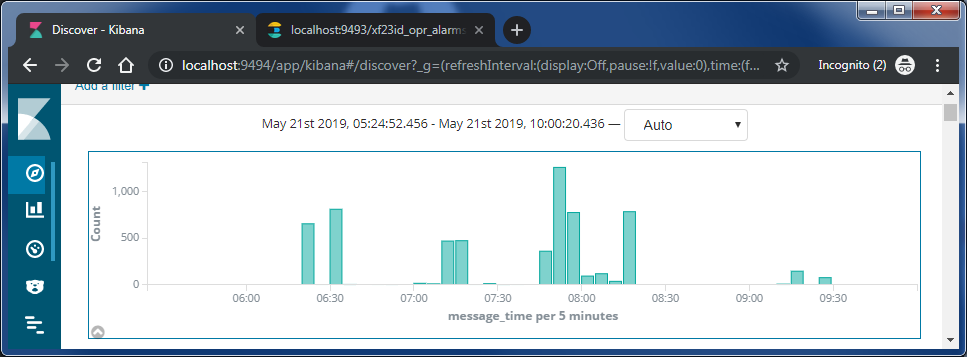 Discover - Kibana
localhost:9493/xf23id_opr_alarms
localhost:9494/app/kibana#/discover?_g=(refreshInterval:(display:Off,pause:!f,value:0),time:(f...
Incognito (2)
Add a filter +
May 21st 2019, 05:24:52.456 - May 21st 2019, 10:00:20.436 — Auto
1,000
500
0
Count
06:00 06:30 07:00 07:30 08:00 08:30 09:00 09:30
message_time per 5 minutes